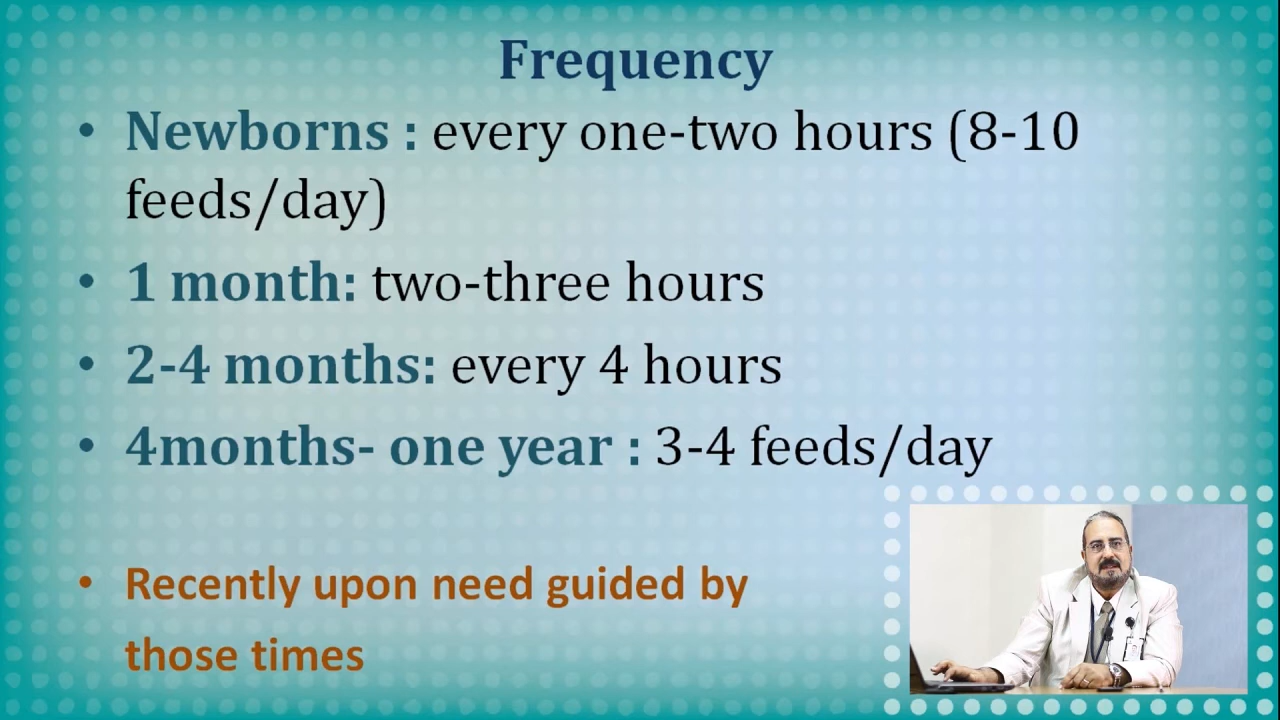 Frequency
• Newborns : every one-two hours (8-10
feeds/day)
• 1 month: two-three hours
• 2-4 months: every 4 hours
• 4months- one year : 3-4 feeds/day
• Recently upon need guided by
those times